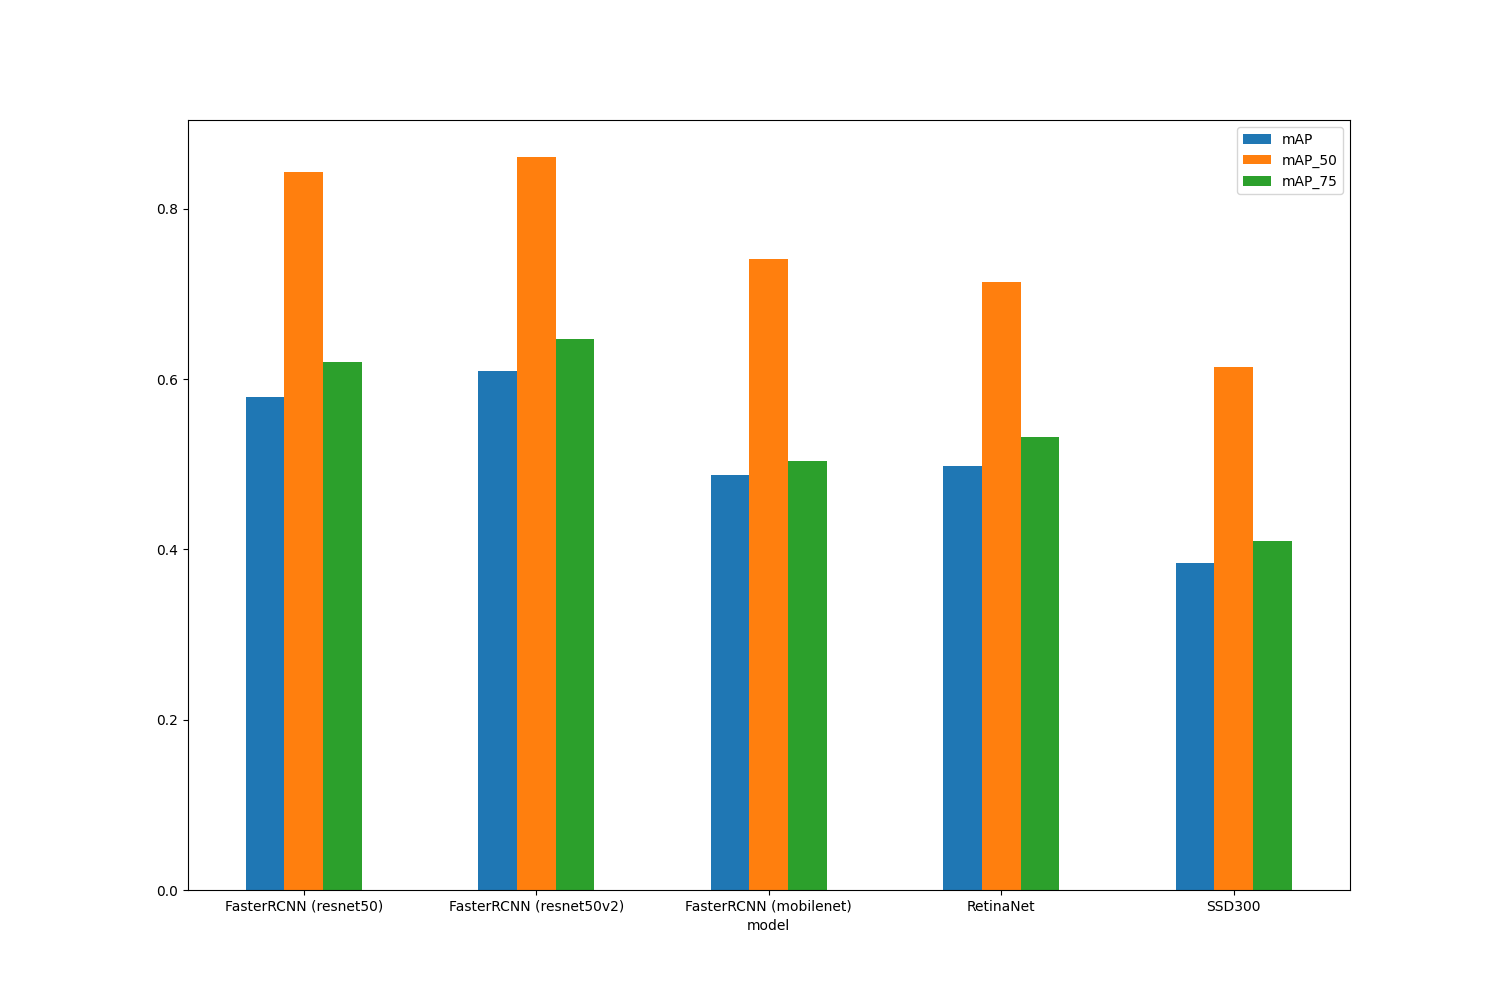 mAP
mAP_50
mAP_75
0.8
0.6
0.4
0.2
0.0
FasterRCNN (resnet50)
FasterRCNN (resnet50v2)
FasterRCNN (mobilenet)
RetinaNet
SSD300
model